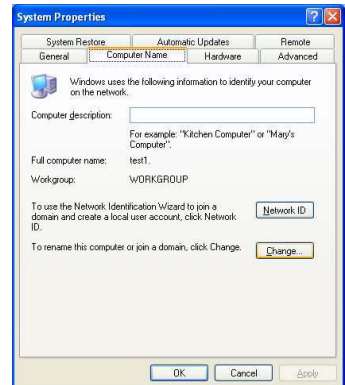 System Properties
System Restore Automatic Updates Remote
General Computer Name Hardware Advanced
Windows uses the following information to identify your computer
on the network.
Computer description:
For example: "Kitchen Computer" or "Mary's
Computer".
Full computer name: test1.
Workgroup: WORKGROUP
To use the Network Identification Wizard to join a
domain and create a local user account, click Network
ID.
Network ID
To rename this computer or join a domain, click Change.
Change...
OK Cancel Apply